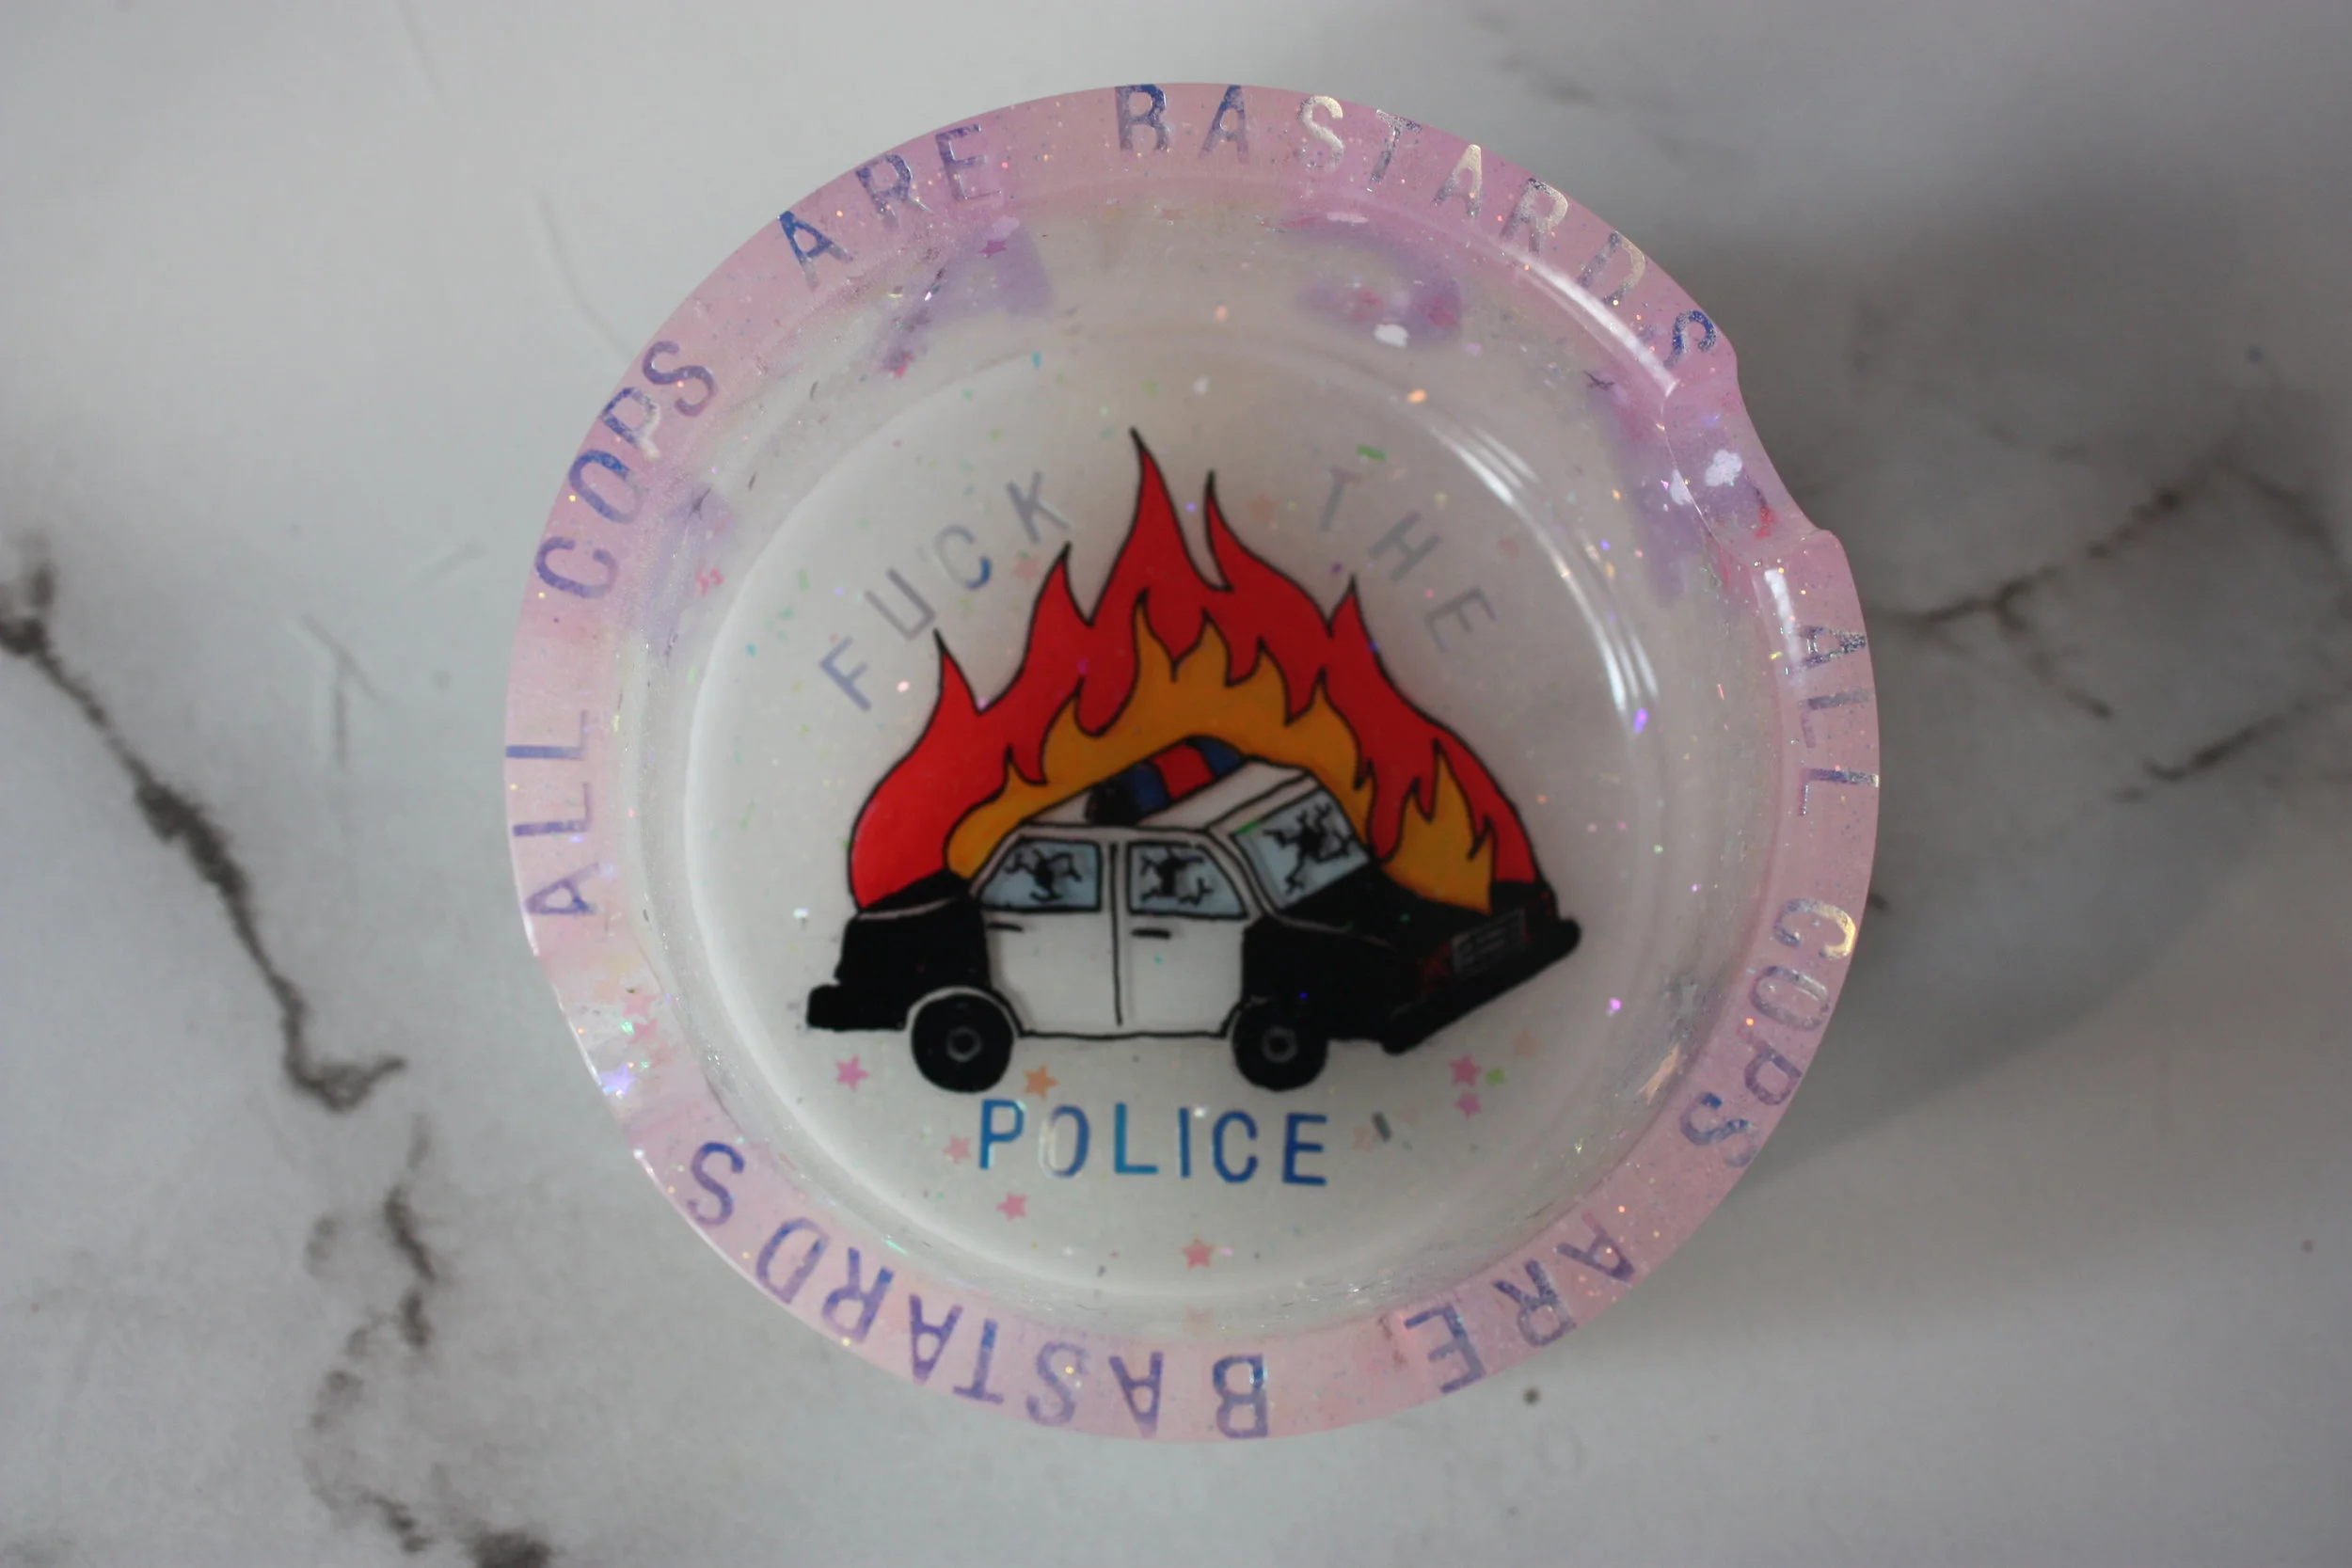 ALL COPS ARE BASTARDS
ALL COPS ARE BASTARDS
FUCK THE
POLICE